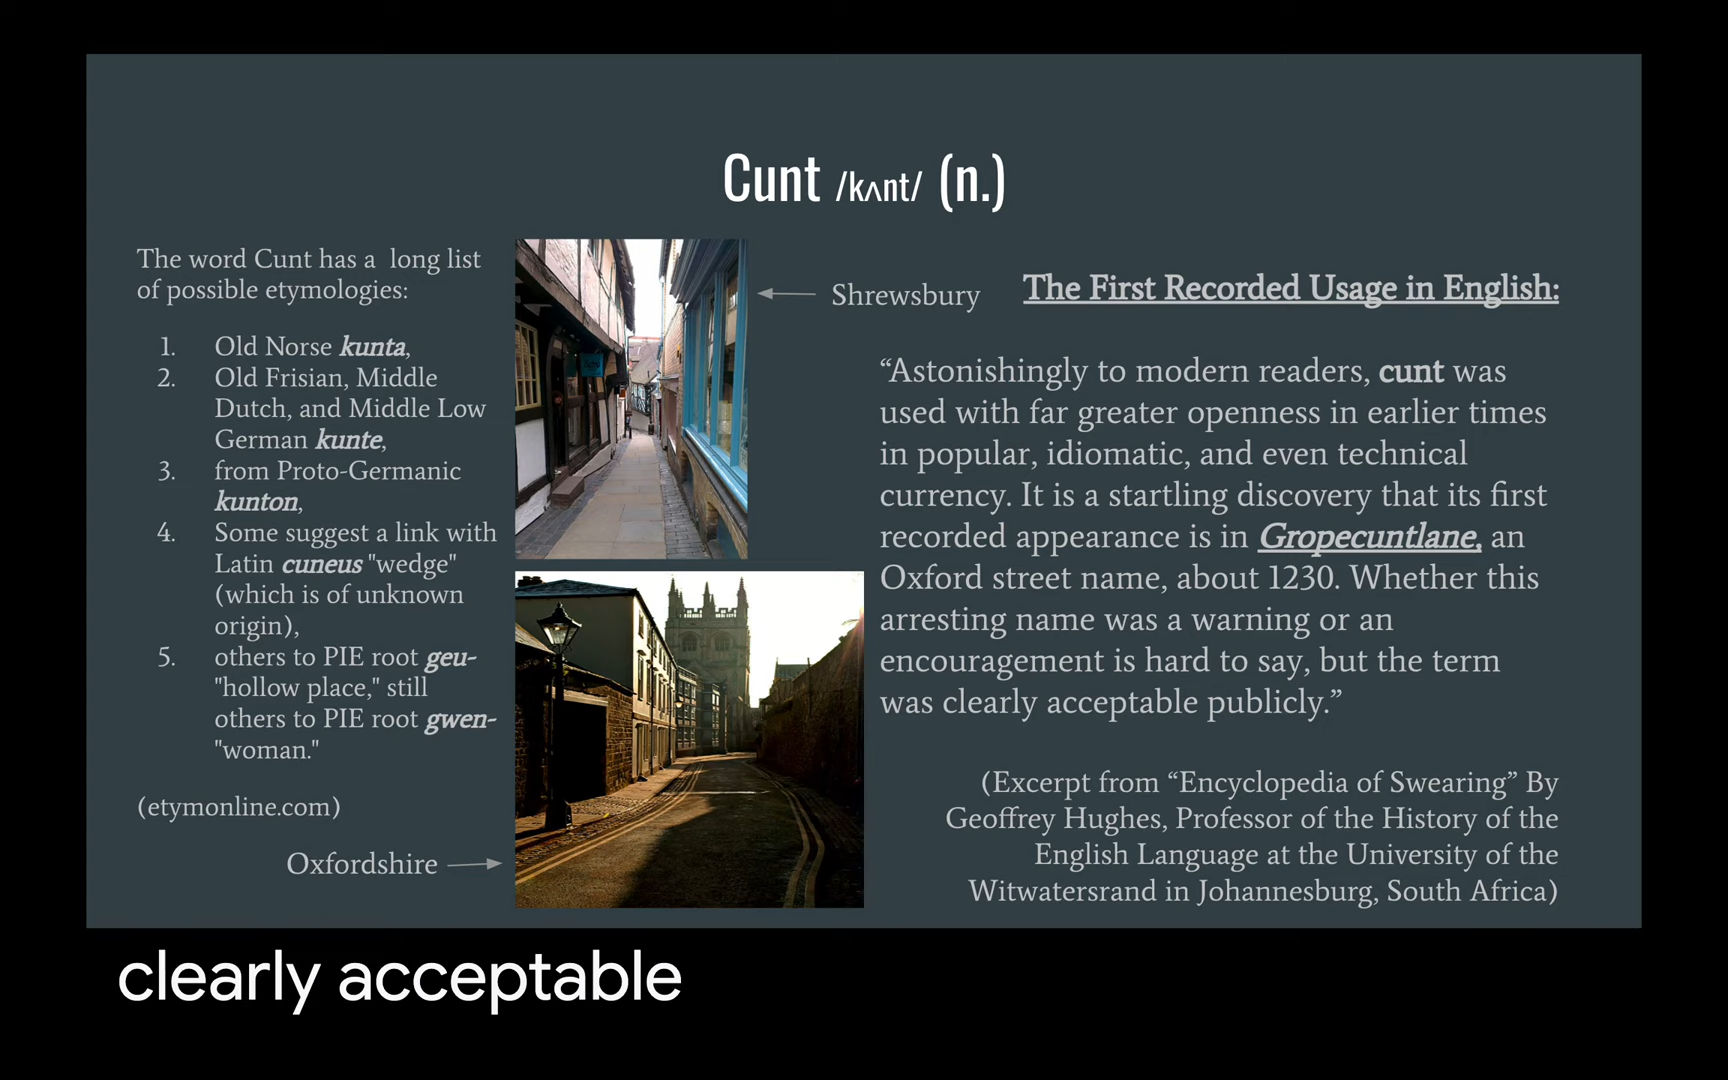 Cunt /kʌnt/ (n.)
The word Cunt has a long list
of possible etymologies:
1. Old Norse kunta,
2. Old Frisian, Middle
Dutch, and Middle Low
German kunte,
3. from Proto-Germanic
kunton,
4. Some suggest a link with
Latin cuneus "wedge"
(which is of unknown
origin),
5. others to PIE root geu-
"hollow place," still
others to PIE root gwen-
"woman."
(etymonline.com)
Oxfordshire
Shrewsbury
The First Recorded Usage in English:
“Astonishingly to modern readers, cunt was
used with far greater openness in earlier times
in popular, idiomatic, and even technical
currency. It is a startling discovery that its first
recorded appearance is in Gropecuntlane, an
Oxford street name, about 1230. Whether this
arresting name was a warning or an
encouragement is hard to say, but the term
was clearly acceptable publicly.”
(Excerpt from “Encyclopedia of Swearing” By
Geoffrey Hughes, Professor of the History of the
English Language at the University of the
Witwatersrand in Johannesburg, South Africa)
clearly acceptable